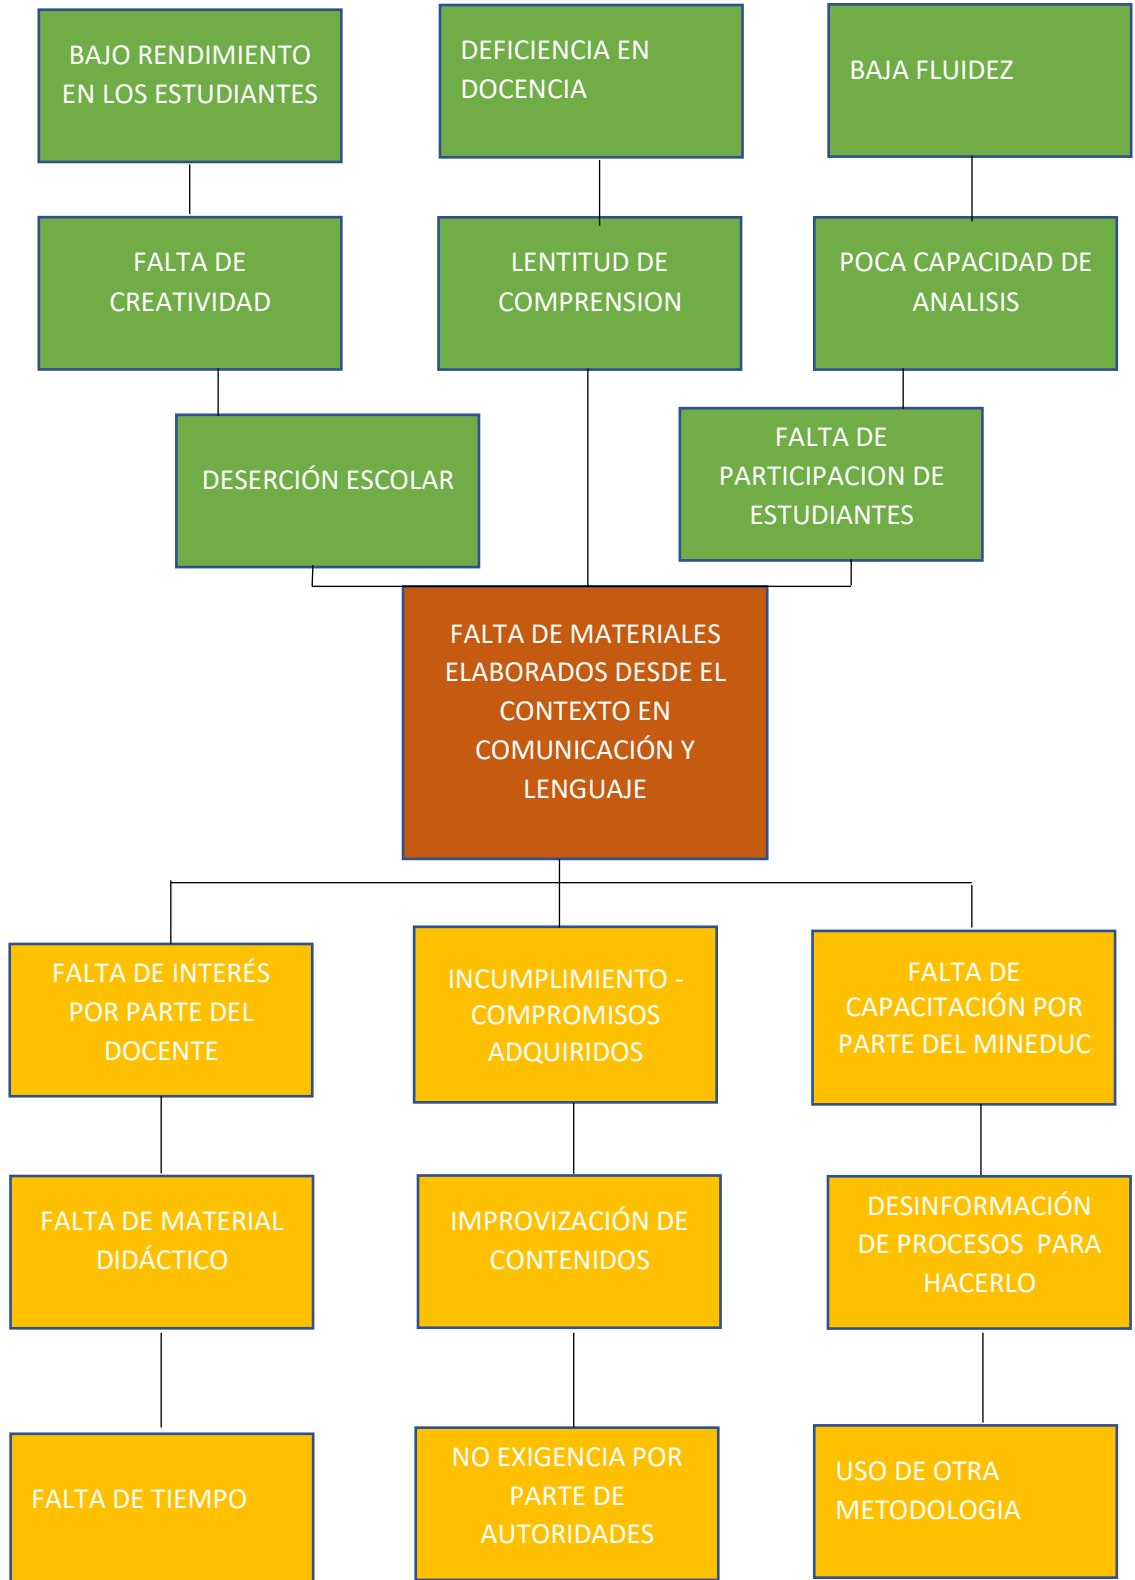 BAJO RENDIMIENTO
EN LOS ESTUDIANTES
DEFICIENCIA EN
DOCENCIA
BAJA FLUIDEZ
FALTA DE
CREATIVIDAD
LENTITUD DE
COMPRENSION
POCA CAPACIDAD DE
ANALISIS
DESERCIÓN ESCOLAR
FALTA DE
PARTICIPACION DE
ESTUDIANTES
FALTA DE MATERIALES
ELABORADOS DESDE EL
CONTEXTO EN
COMUNICACIÓN Y
LENGUAJE
FALTA DE INTERÉS
POR PARTE DEL
DOCENTE
INCUMPLIMIENTO -
COMPROMISOS
ADQUIRIDOS
FALTA DE
CAPACITACIÓN POR
PARTE DEL MINEDUC
FALTA DE MATERIAL
DIDÁCTICO
IMPROVIZACIÓN DE
CONTENIDOS
DESINFORMACIÓN
DE PROCESOS  PARA
HACERLO
FALTA DE TIEMPO
NO EXIGENCIA POR
PARTE DE
AUTORIDADES
USO DE OTRA
METODOLOGIA